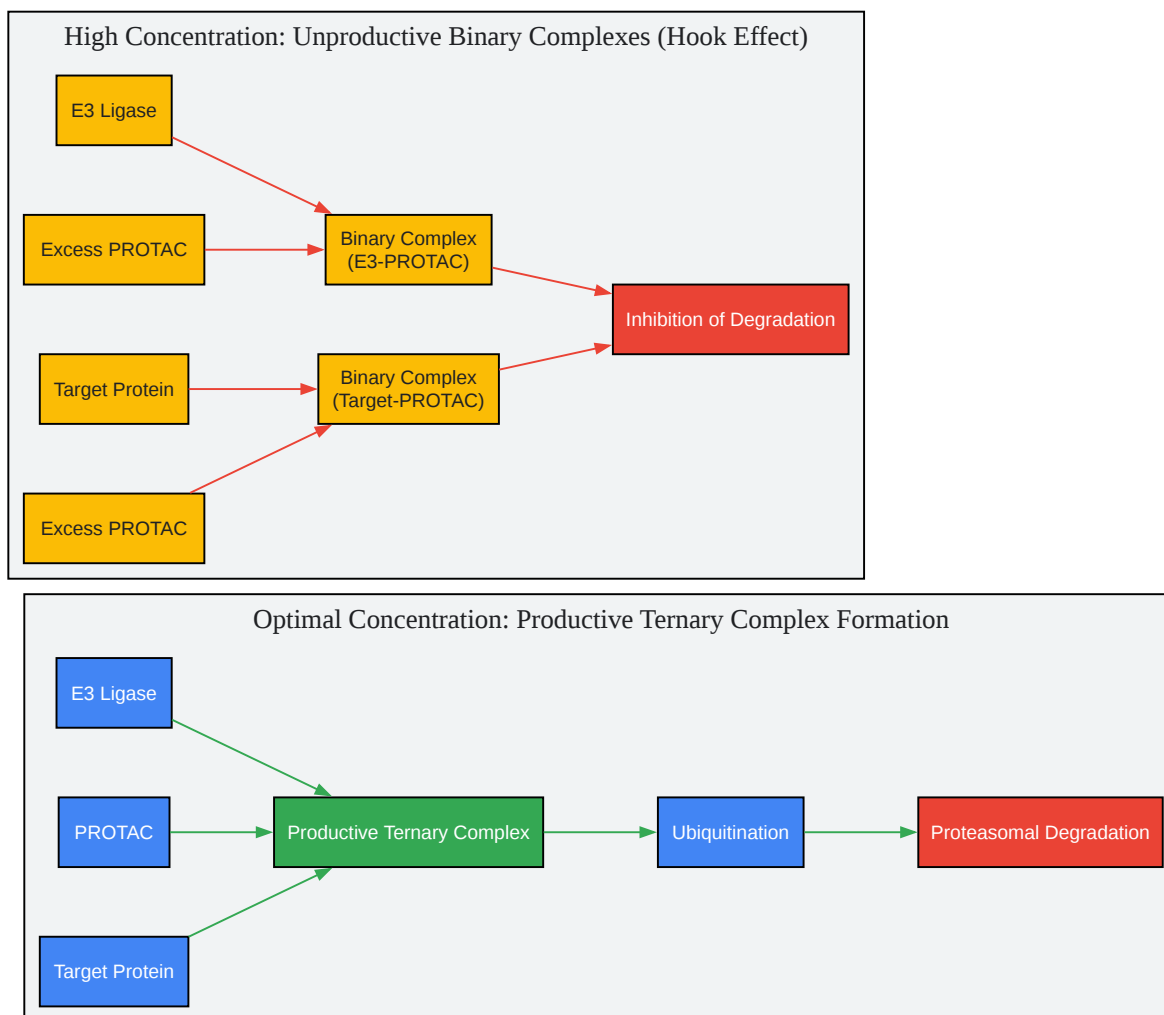 High Concentration: Unproductive Binary Complexes (Hook Effect)
E3 Ligase
Excess PROTAC
Binary Complex
(E3-PROTAC)
Inhibition of Degradation
Target Protein
Binary Complex
(Target-PROTAC)
Excess PROTAC
Optimal Concentration: Productive Ternary Complex Formation
E3 Ligase
PROTAC
Productive Ternary Complex
Ubiquitination
Proteasomal Degradation
Target Protein